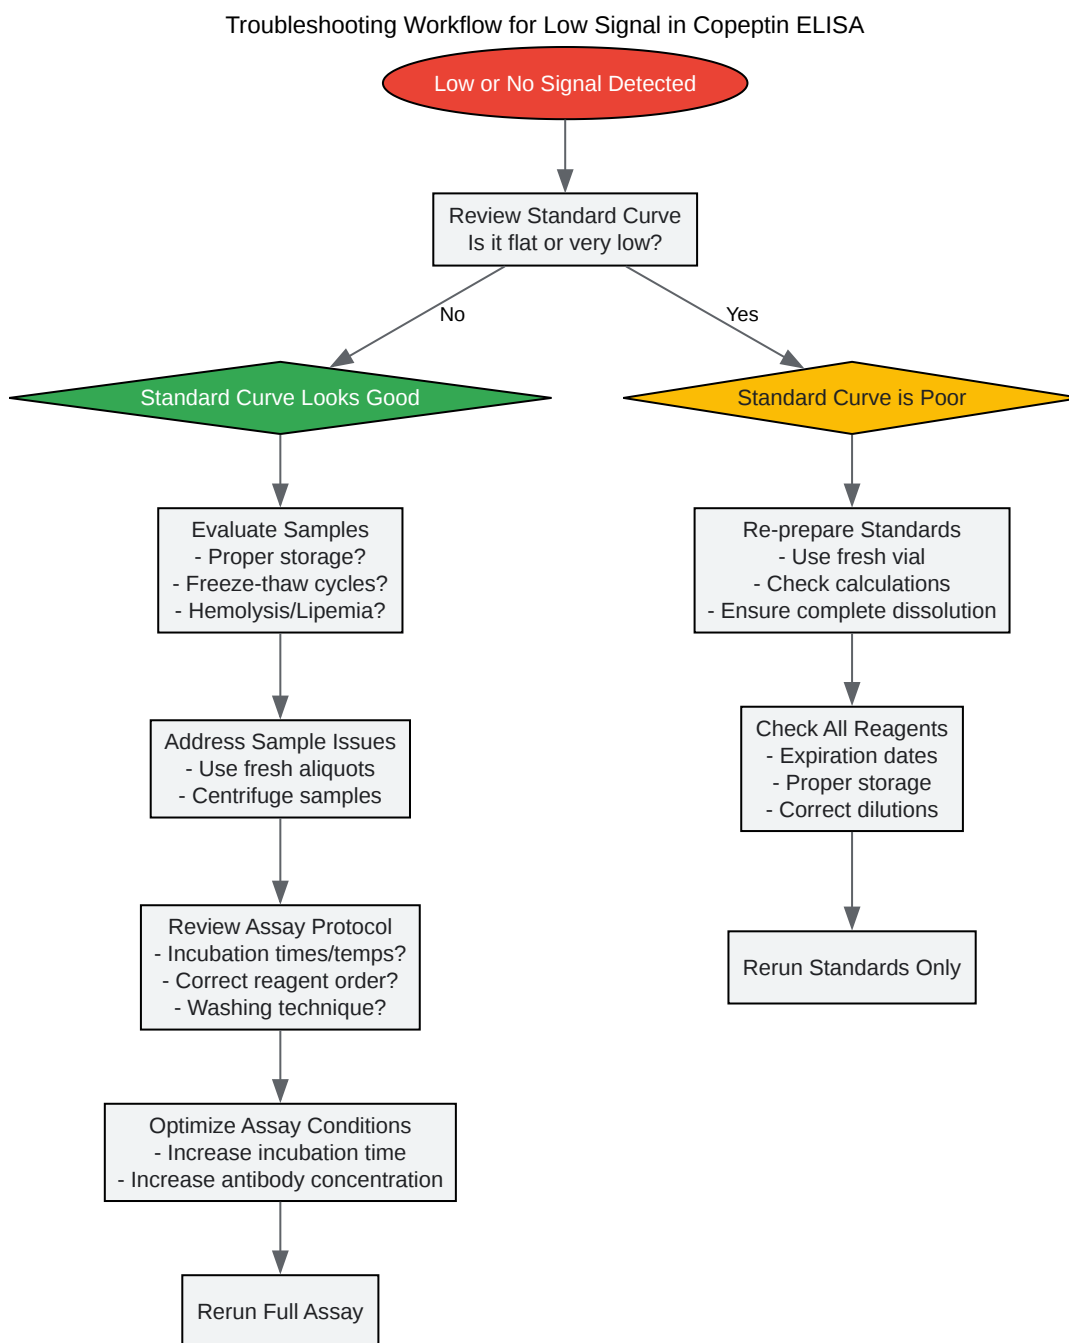 Troubleshooting Workflow for Low Signal in Copeptin ELISA
Low or No Signal Detected
Review Standard Curve
Is it flat or very low?
No
Yes
Standard Curve Looks Good
Standard Curve is Poor
Evaluate Samples
- Proper storage?
- Freeze-thaw cycles?
- Hemolysis/Lipemia?
Re-prepare Standards
- Use fresh vial
- Check calculations
- Ensure complete dissolution
Address Sample Issues
- Use fresh aliquots
- Centrifuge samples
Check All Reagents
- Expiration dates
- Proper storage
- Correct dilutions
Review Assay Protocol
- Incubation times/temps?
- Correct reagent order?
- Washing technique?
Rerun Standards Only
Optimize Assay Conditions
- Increase incubation time
- Increase antibody concentration
Rerun Full Assay